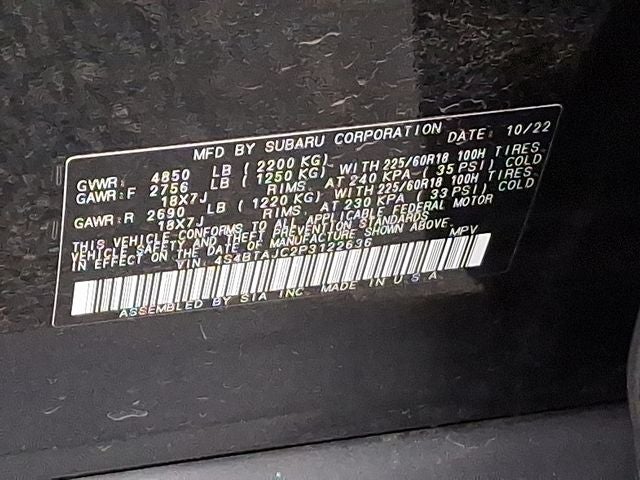 MFD BY SUBARU CORPORATION DATE: 10/22
GVWR: 4850 LB ( 2200 KG)
GAWR:F 2756 LB ( 1250 KG) WITH 225/60R18 100H TIRES.
18X7J RIMS. AT 240 KPA ( 35 PSI) COLD
GAWR:R 2690 LB ( 1220 KG) WITH 225/60R18 100H TIRES.
18X7J RIMS. AT 230 KPA ( 33 PSI) COLD
THIS VEHICLE CONFORMS TO ALL APPLICABLE FEDERAL MOTOR
VEHICLE SAFETY AND THEFT PREVENTION STANDARDS
IN EFFECT ON THE DATE OF MANUFACTURE SHOWN ABOVE.
VIN. 4S4BTAJC2P3122636 MPV
ASSEMBLED BY SIA INC. MADE IN U.S.A